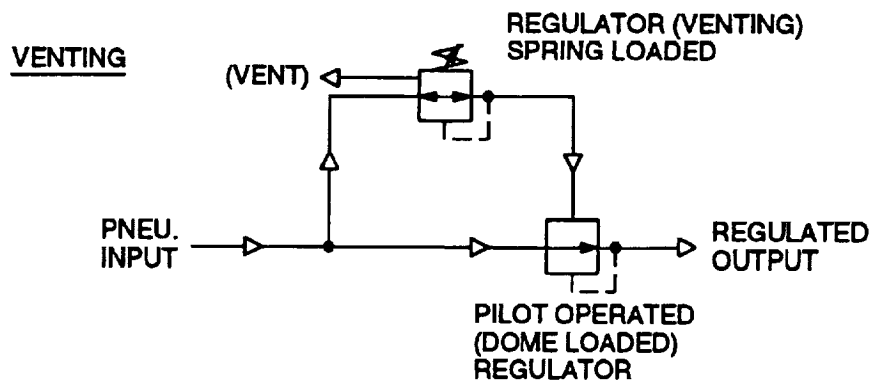 VENTING
REGULATOR (VENTING)
SPRING LOADED
(VENT)
PNEU.
INPUT
REGULATED
OUTPUT
PILOT OPERATED
(DOME LOADED)
REGULATOR